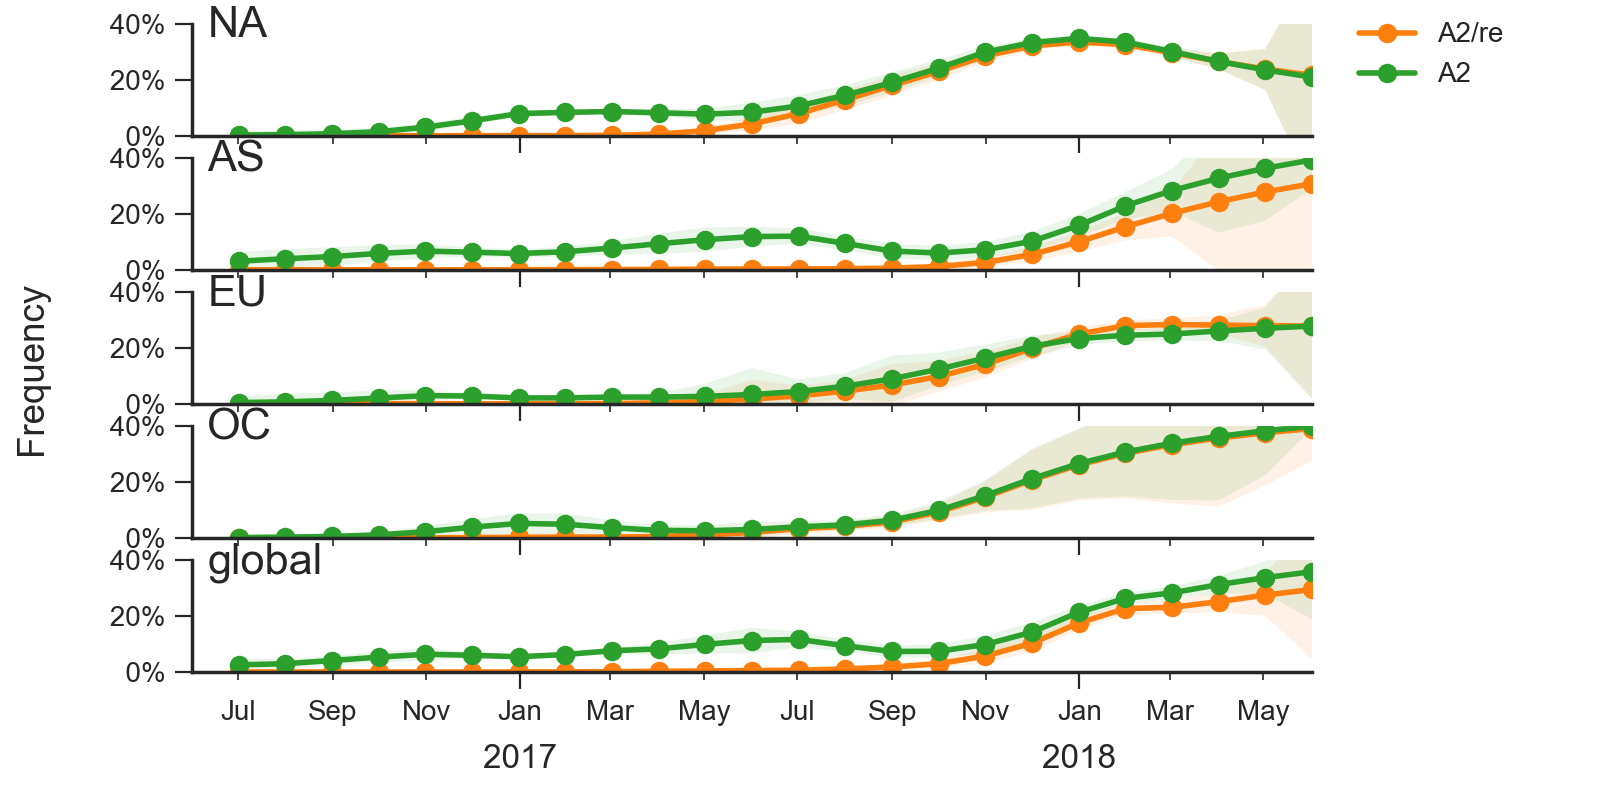 40% NA
20%
0%
A2/re
A2
40% AS
20%
0%
40% EU
20%
0%
40% OC
20%
0%
40% global
20%
0%
Frequency
Jul Sep Nov Jan Mar May Jul Sep Nov Jan Mar May
2017 2018